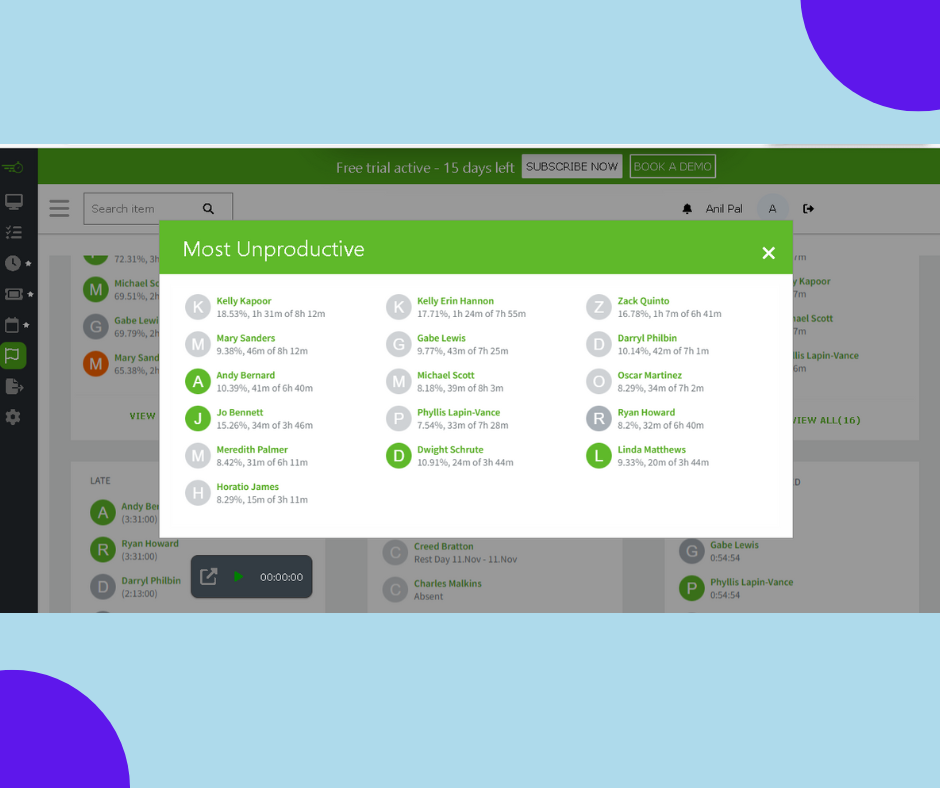 Free trial active - 15 days left SUBSCRIBE NOW BOOK A DEMO
Search item
Anil Pal A
Most Unproductive
K Kelly Kapoor
18.53%, 1h 31m of 8h 12m
K Kelly Erin Hannon
17.71%, 1h 24m of 7h 55m
Z Zack Quinto
16.78%, 1h 7m of 6h 41m
M Mary Sanders
9.38%, 46m of 8h 12m
G Gabe Lewis
9.77%, 43m of 7h 25m
D Darryl Philbin
10.14%, 42m of 7h 1m
A Andy Bernard
10.39%, 41m of 6h 40m
M Michael Scott
8.18%, 39m of 8h 3m
O Oscar Martinez
8.29%, 34m of 7h 2m
J Jo Bennett
15.26%, 34m of 3h 46m
P Phyllis Lapin-Vance
7.54%, 33m of 7h 28m
R Ryan Howard
8.2%, 32m of 6h 40m
M Meredith Palmer
8.42%, 31m of 6h 11m
D Dwight Schrute
10.91%, 24m of 3h 44m
L Linda Matthews
9.33%, 20m of 3h 44m
H Horatio James
8.29%, 15m of 3h 11m
72.31%, 3h
M Michael Sc
69.51%, 2h
G Gabe Lewi
69.79%, 2h
M Mary Sand
65.38%, 2h
VIEW
y Kapoor
7m
ael Scott
7m
llis Lapin-Vance
6m
VIEW ALL(16)
LATE
A Andy Be
(3:31:00)
R Ryan Howard
(3:31:00)
D Darryl Philbin
(2:13:00)
00:00:00
C Creed Bratton
Rest Day 11.Nov - 11.Nov
C Charles Malkins
Absent
D
G Gabe Lewis
0:54:54
P Phyllis Lapin-Vance
0:54:54